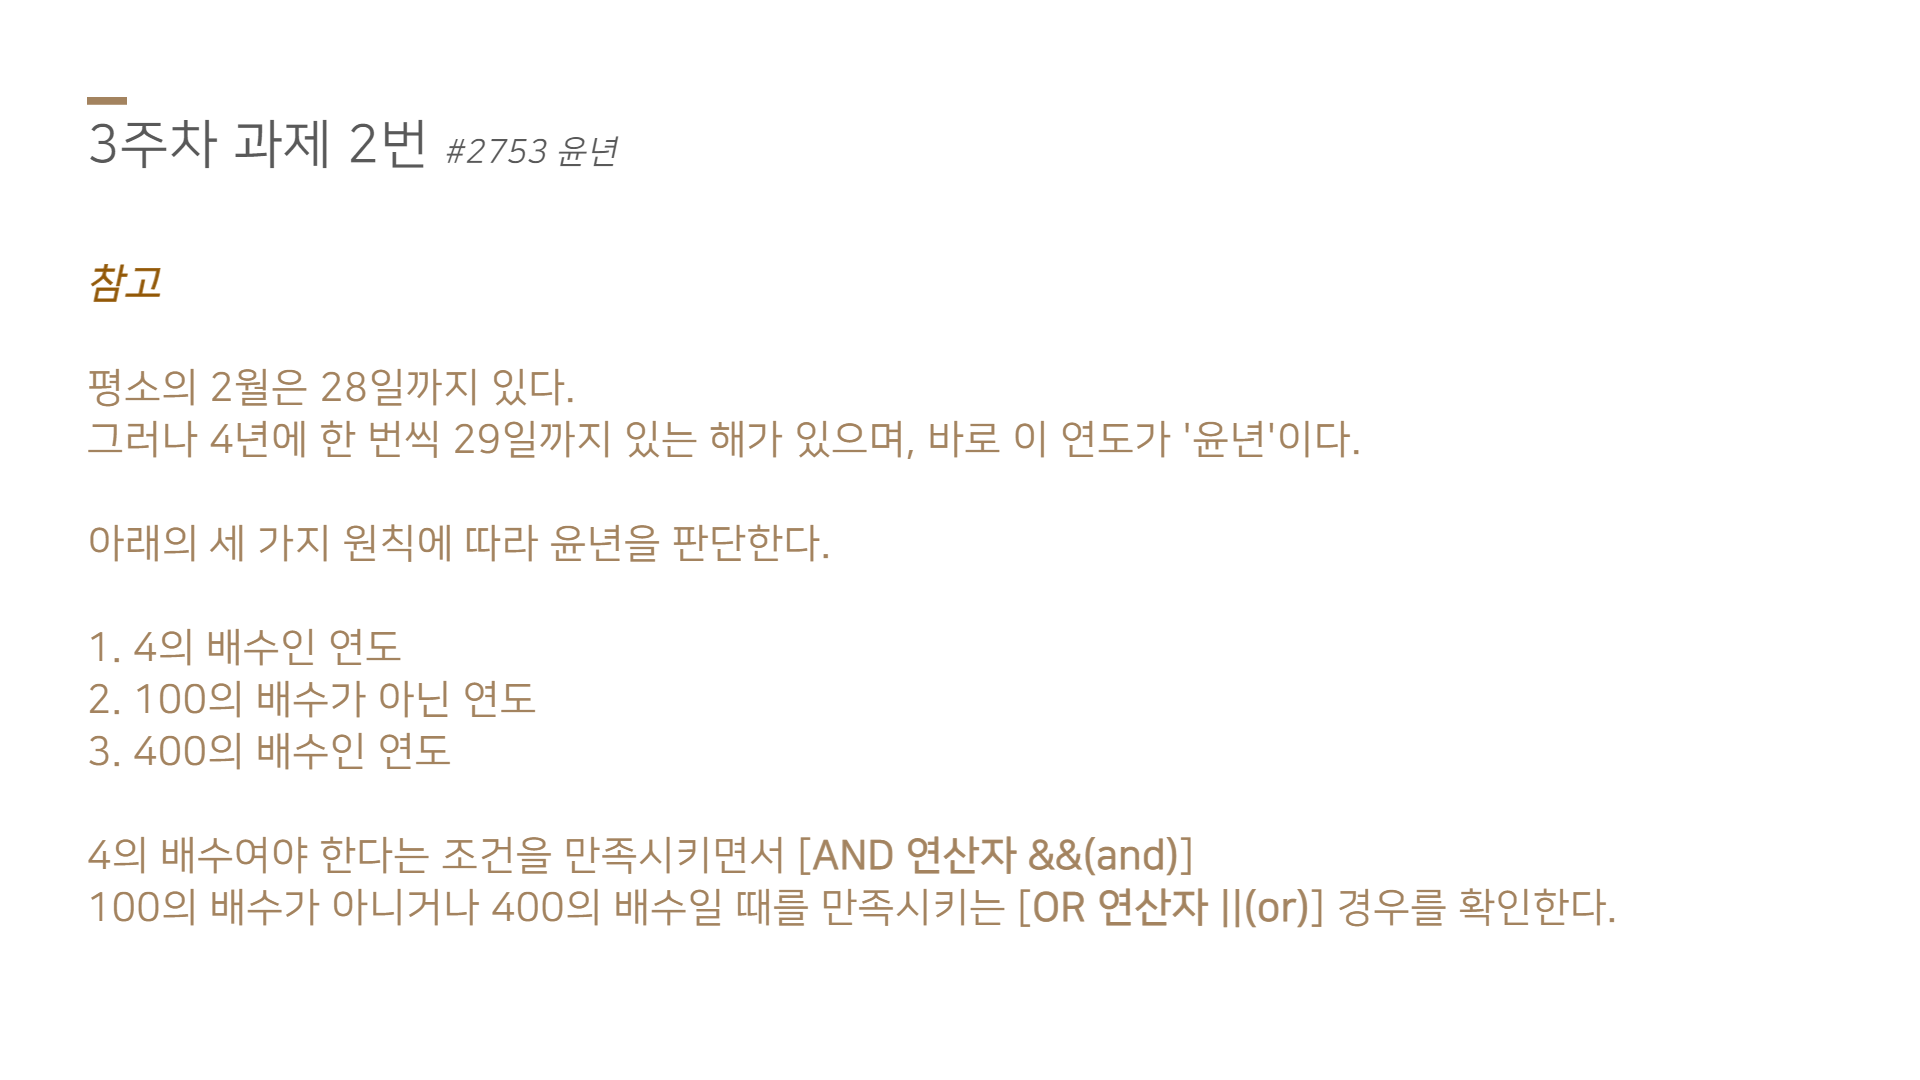 3주차 과제 2번 #2753 윤년
참고
평소의 2월은 28일까지 있다.
그러나 4년에 한 번씩 29일까지 있는 해가 있으며, 바로 이 연도가 '윤년'이다.
아래의 세 가지 원칙에 따라 윤년을 판단한다.
1. 4의 배수인 연도
2. 100의 배수가 아닌 연도
3. 400의 배수인 연도
4의 배수여야 한다는 조건을 만족시키면서 [AND 연산자 &&(and)]
100의 배수가 아니거나 400의 배수일 때를 만족시키는 [OR 연산자 ||(or)] 경우를 확인한다.